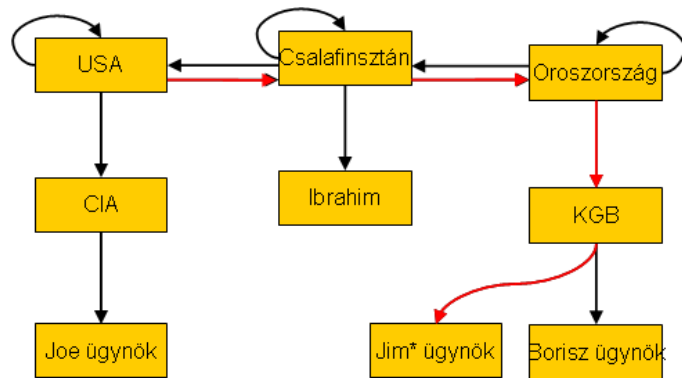 USA
Csalafinsztán
Oroszország
CIA
Ibrahim
KGB
Joe ügynök
Jim* ügynök
Borisz ügynök